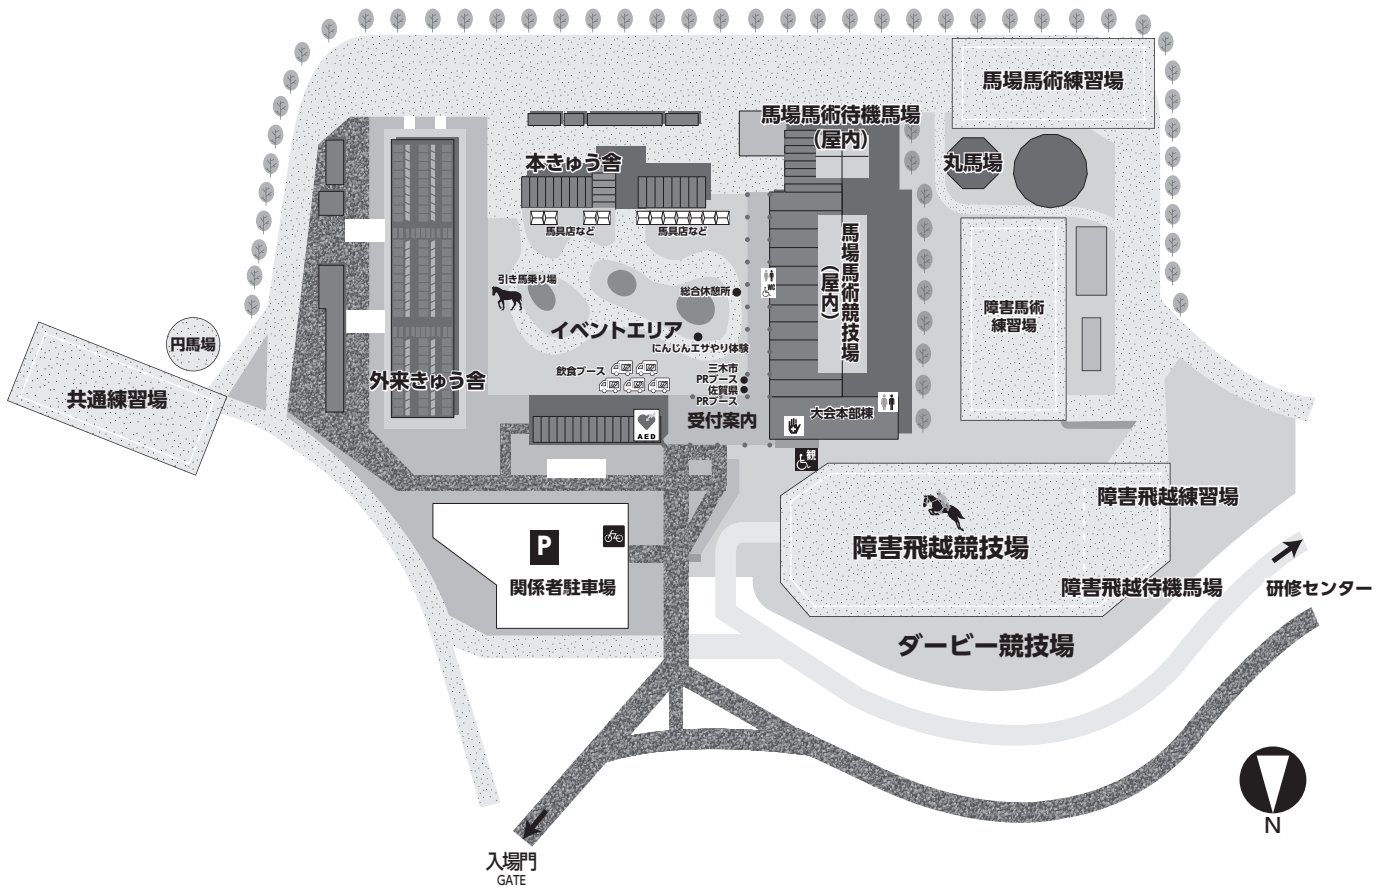 馬場馬術練習場
馬場馬術待機馬場
(屋内)
丸馬場
本きゅう舎
馬具店など
馬具店など
馬場馬術競技場
(屋内)
引き馬乗り場
総合休憩所
WC
障害馬術
練習場
イベントエリア
にんじんエサやり体験
円馬場
飲食ブース
三木市
PRブース
佐賀県
PRブース
外来きゅう舎
共通練習場
受付案内
大会本部棟
AED
観
障害飛越練習場
P
障害飛越競技場
関係者駐車場
障害飛越待機馬場
研修センター
ダービー競技場
N
入場門
GATE